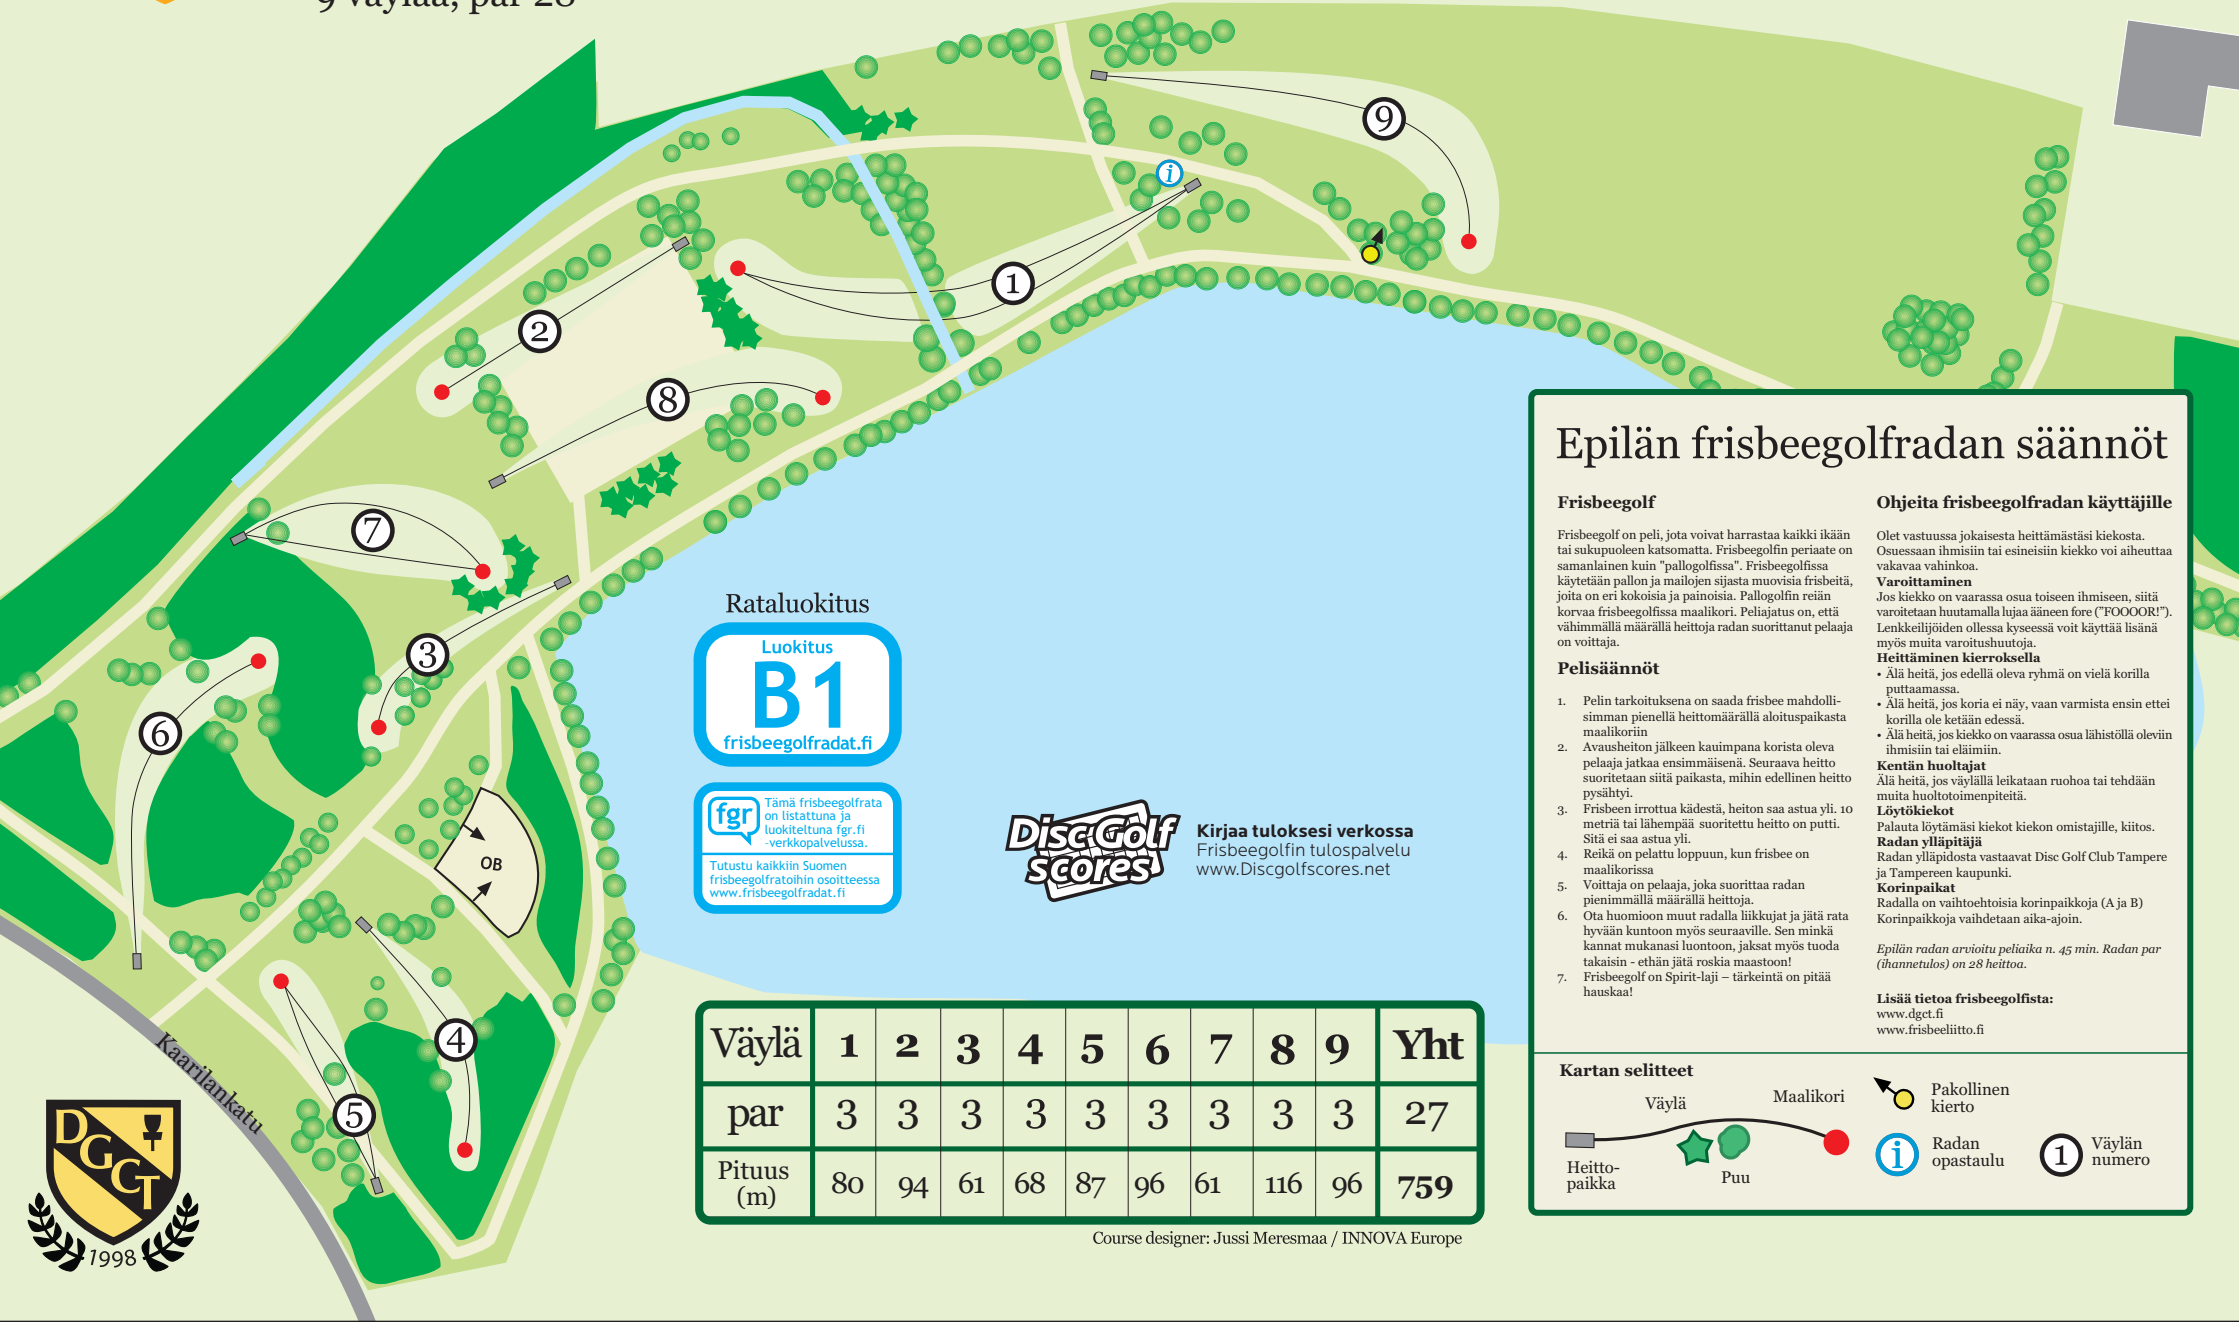 9 väylää, par 28
9
1
2
8
7
3
6
4
5
OB
Kaarilankatu
DGCT
1998
Rataluokitus
Luokitus
B1
frisbeegolfradat.fi
fgr
Tämä frisbeegolfrata
on listattuna ja
luokiteltuna fgr.fi
-verkkopalvelussa.
Tutustu kaikkiin Suomen
frisbeegolfratoihin osoitteessa
www.frisbeegolfradat.fi
DiscGolf
scores
Kirjaa tuloksesi verkossa
Frisbeegolfin tulospalvelu
www.Discgolfscores.net
Väylä 1 2 3 4 5 6 7 8 9 Yht
par 3 3 3 3 3 3 3 3 3 27
Pituus (m) 80 94 61 68 87 96 61 116 96 759
Course designer: Jussi Meresmaa / INNOVA Europe
Epilän frisbeegolfradan säännöt
Frisbeegolf
Frisbeegolf on peli, jota voivat harrastaa kaikki ikään
tai sukupuoleen katsomatta. Frisbeegolfin periaate on
samanlainen kuin "pallogolfissa". Frisbeegolfissa
käytetään pallon ja mailojen sijasta muovisia frisbeitä,
joita on eri kokoisia ja painoisia. Pallogolfin reiän
korvaa frisbeegolfissa maalikori. Peliajatus on, että
vähimmällä määrällä heittoja radan suorittanut pelaaja
on voittaja.
Pelisäännöt
1. Pelin tarkoituksena on saada frisbee mahdolli-
simman pienellä heittomäärällä aloituspaikasta
maalikoriin
2. Avausheiton jälkeen kauimpana korista oleva
pelaaja jatkaa ensimmäisenä. Seuraava heitto
suoritetaan siitä paikasta, mihin edellinen heitto
pysähtyi.
3. Frisbeen irrottua kädestä, heiton saa astua yli. 10
metriä tai lähempää suoritettu heitto on putti.
Sitä ei saa astua yli.
4. Reikä on pelattu loppuun, kun frisbee on
maalikorissa
5. Voittaja on pelaaja, joka suorittaa radan
pienimmällä määrällä heittoja.
6. Ota huomioon muut radalla liikkujat ja jätä rata
hyvään kuntoon myös seuraaville. Sen minkä
kannat mukanasi luontoon, jaksat myös tuoda
takaisin - ethän jätä roskia maastoon!
7. Frisbeegolf on Spirit-laji – tärkeintä on pitää
hauskaa!
Ohjeita frisbeegolfradan käyttäjille
Olet vastuussa jokaisesta heittämästäsi kiekosta.
Osuessaan ihmisiin tai esineisiin kiekko voi aiheuttaa
vakavaa vahinkoa.
Varoittaminen
Jos kiekko on vaarassa osua toiseen ihmiseen, siitä
varoitetaan huutamalla lujaa ääneen fore ("FOOOOR!").
Lenkkeilijöiden ollessa kyseessä voit käyttää lisänä
myös muita varoitushuutoja.
Heittäminen kierroksella
• Älä heitä, jos edellä oleva ryhmä on vielä korilla
puttaamassa.
• Älä heitä, jos koria ei näy, vaan varmista ensin ettei
korilla ole ketään edessä.
• Älä heitä, jos kiekko on vaarassa osua lähistöllä oleviin
ihmisiin tai eläimiin.
Kentän huoltajat
Älä heitä, jos väylällä leikataan ruohoa tai tehdään
muita huoltotoimenpiteitä.
Löytökiekot
Palauta löytämäsi kiekot kiekon omistajille, kiitos.
Radan ylläpitäjä
Radan ylläpidosta vastaavat Disc Golf Club Tampere
ja Tampereen kaupunki.
Korinpaikat
Radalla on vaihtoehtoisia korinpaikkoja (A ja B)
Korinpaikkoja vaihdetaan aika-ajoin.
Epilän radan arvioitu peliaika n. 45 min. Radan par
(ihannetulos) on 28 heittoa.
Lisää tietoa frisbeegolfista:
www.dgct.fi
www.frisbeeliitto.fi
Kartan selitteet
Heitto-
paikka
Väylä
Puu
Maalikori
Pakollinen
kierto
i
Radan
opastaulu
1
Väylän
numero